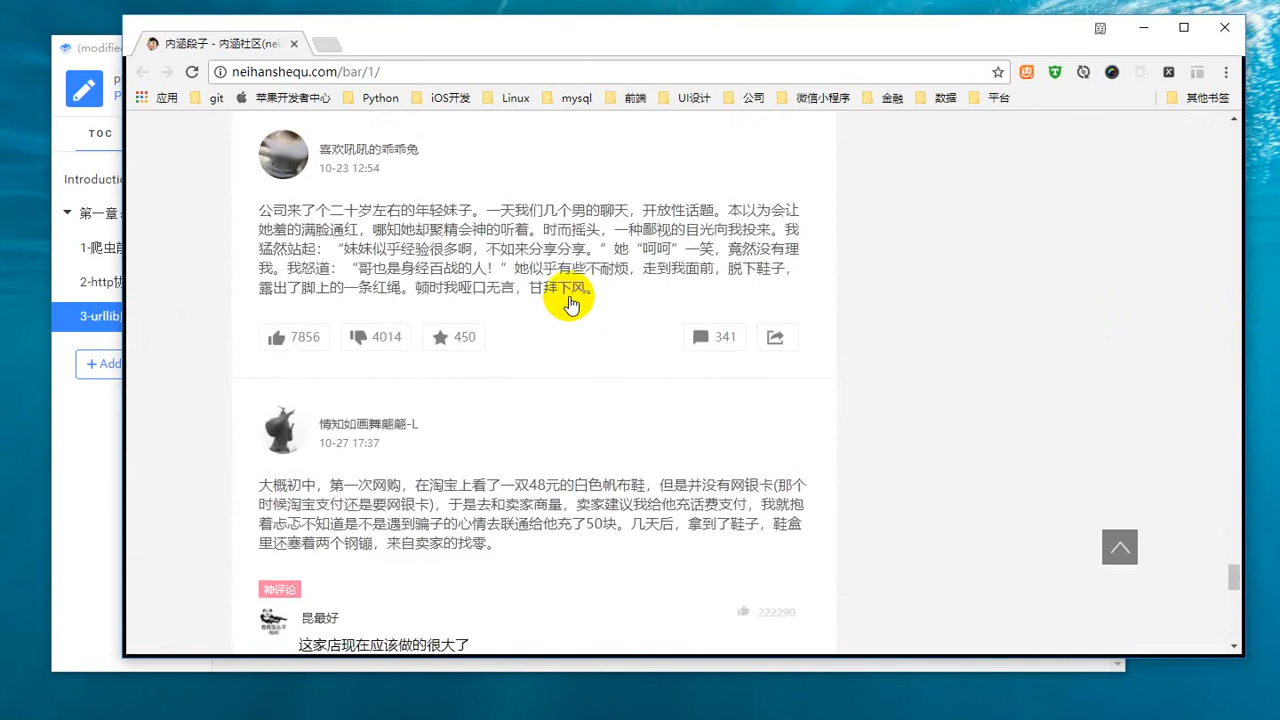 内涵段子 - 内涵社区(nei
neihanshequ.com/bar/1/
应用 git 苹果开发者中心 Python iOS开发 Linux mysql 前端 UI设计 公司 微信小程序 金融 数据 平台 其他书签
(modified
TOC
Introduction
第一章
1-爬虫前
2-http协
3-urllib
+ Add
喜欢吼吼的乖乖兔
10-23 12:54
公司来了个二十岁左右的年轻妹子。一天我们几个男的聊天，开放性话题。本以为会让
她羞的满脸通红，哪知她却聚精会神的听着。时而摇头，一种鄙视的目光向我投来。我
猛然站起：“妹妹似乎经验很多啊，不如来分享分享。”她“呵呵”一笑，竟然没有理
我。我怒道：“哥也是身经百战的人！”她似乎有些不耐烦，走到我面前，脱下鞋子，
露出了脚上的一条红绳。顿时我哑口无言，甘拜下风。
7856 4014 450 341
情知如画舞翩翩-L
10-27 17:37
大概初中，第一次网购，在淘宝上看了一双48元的白色帆布鞋，但是并没有网银卡(那个
时候淘宝支付还是要网银卡)，于是去和卖家商量，卖家建议我给他充话费支付，我就抱
着忐忑不知道是不是遇到骗子的心情去联通给他充了50块。几天后，拿到了鞋子，鞋盒
里还塞着两个钢镚，来自卖家的找零。
神评论
昆最好
222290
这家店现在应该做的很大了